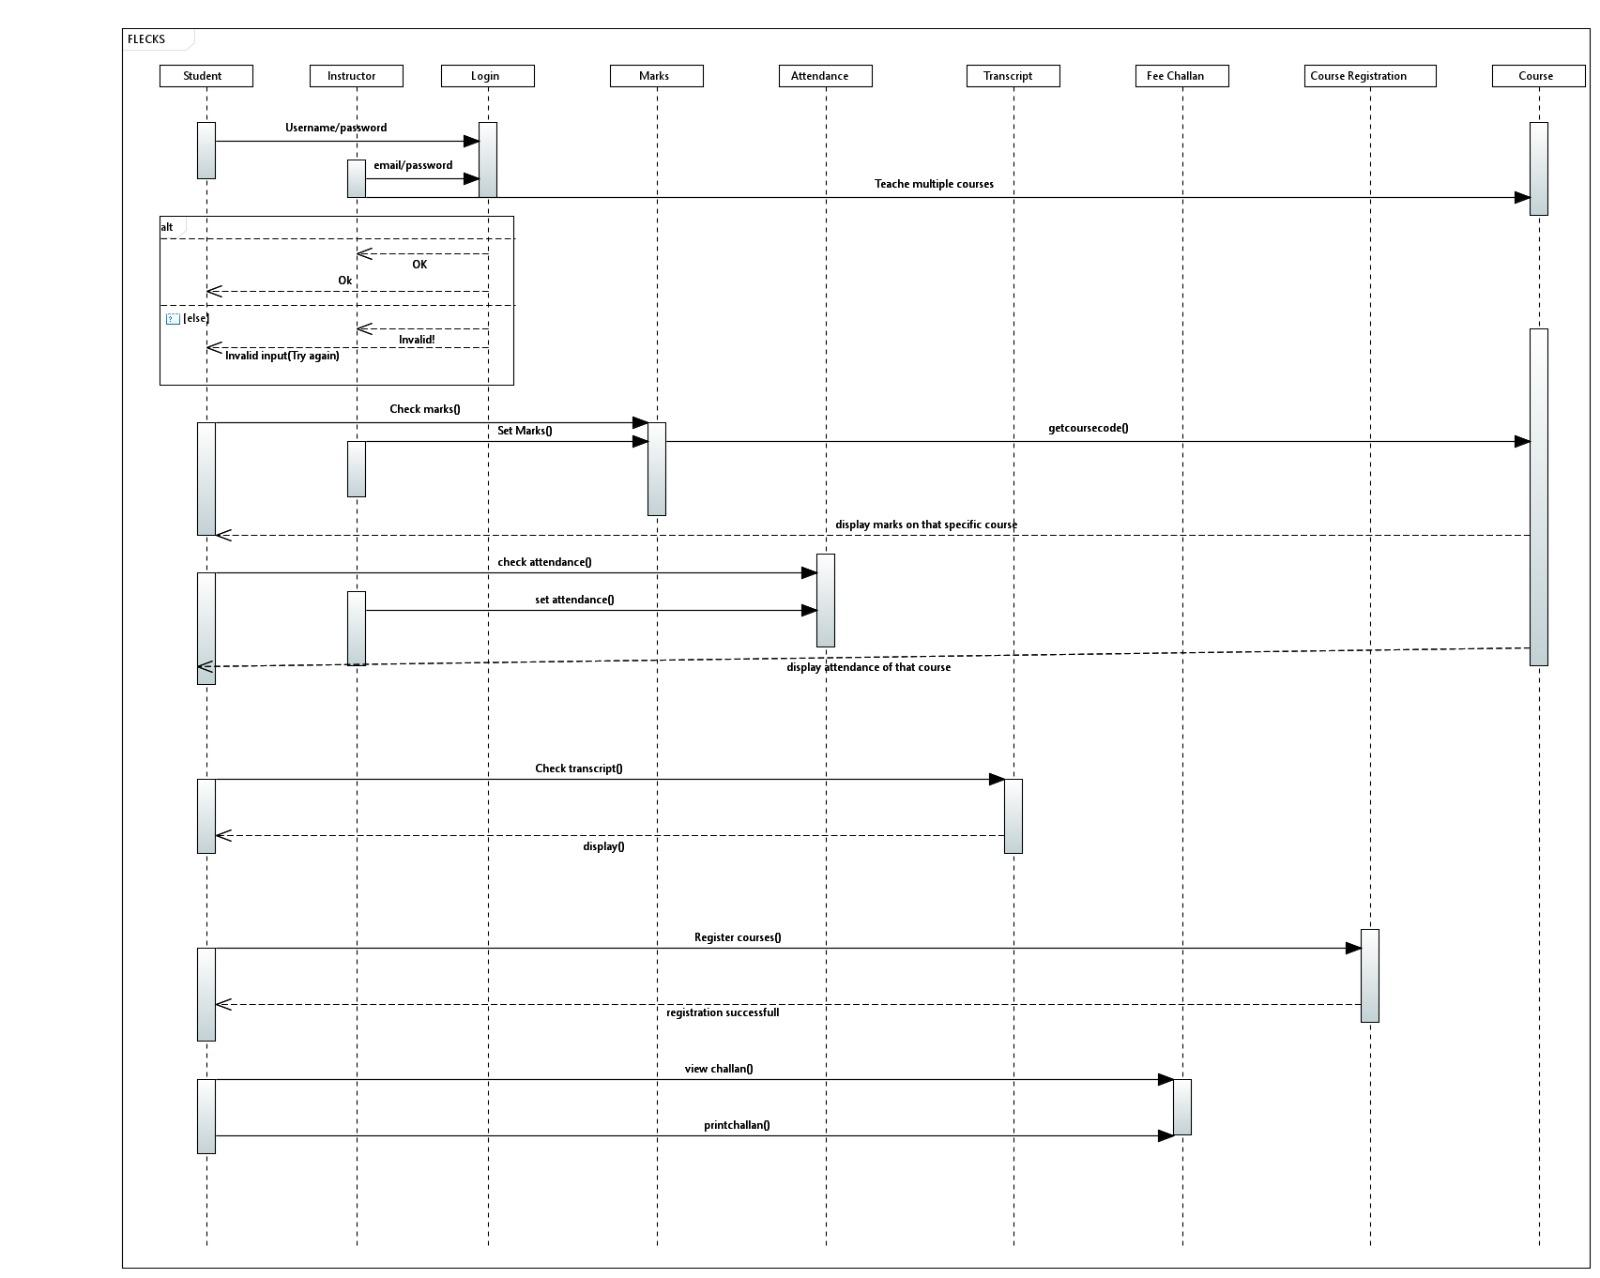 FLECKS
Student
Instructor
Login
Marks
Attendance
Transcript
Fee Challan
Course Registration
Course
Username/password
email/password
Teache multiple courses
alt
OK
Ok
[else]
Invalid!
Invalid input(Try again)
Check marks()
Set Marks()
getcoursecode()
display marks on that specific course
check attendance()
set attendance()
display attendance of that course
Check transcript()
display()
Register courses()
registration successfull
view challan()
printchallan()